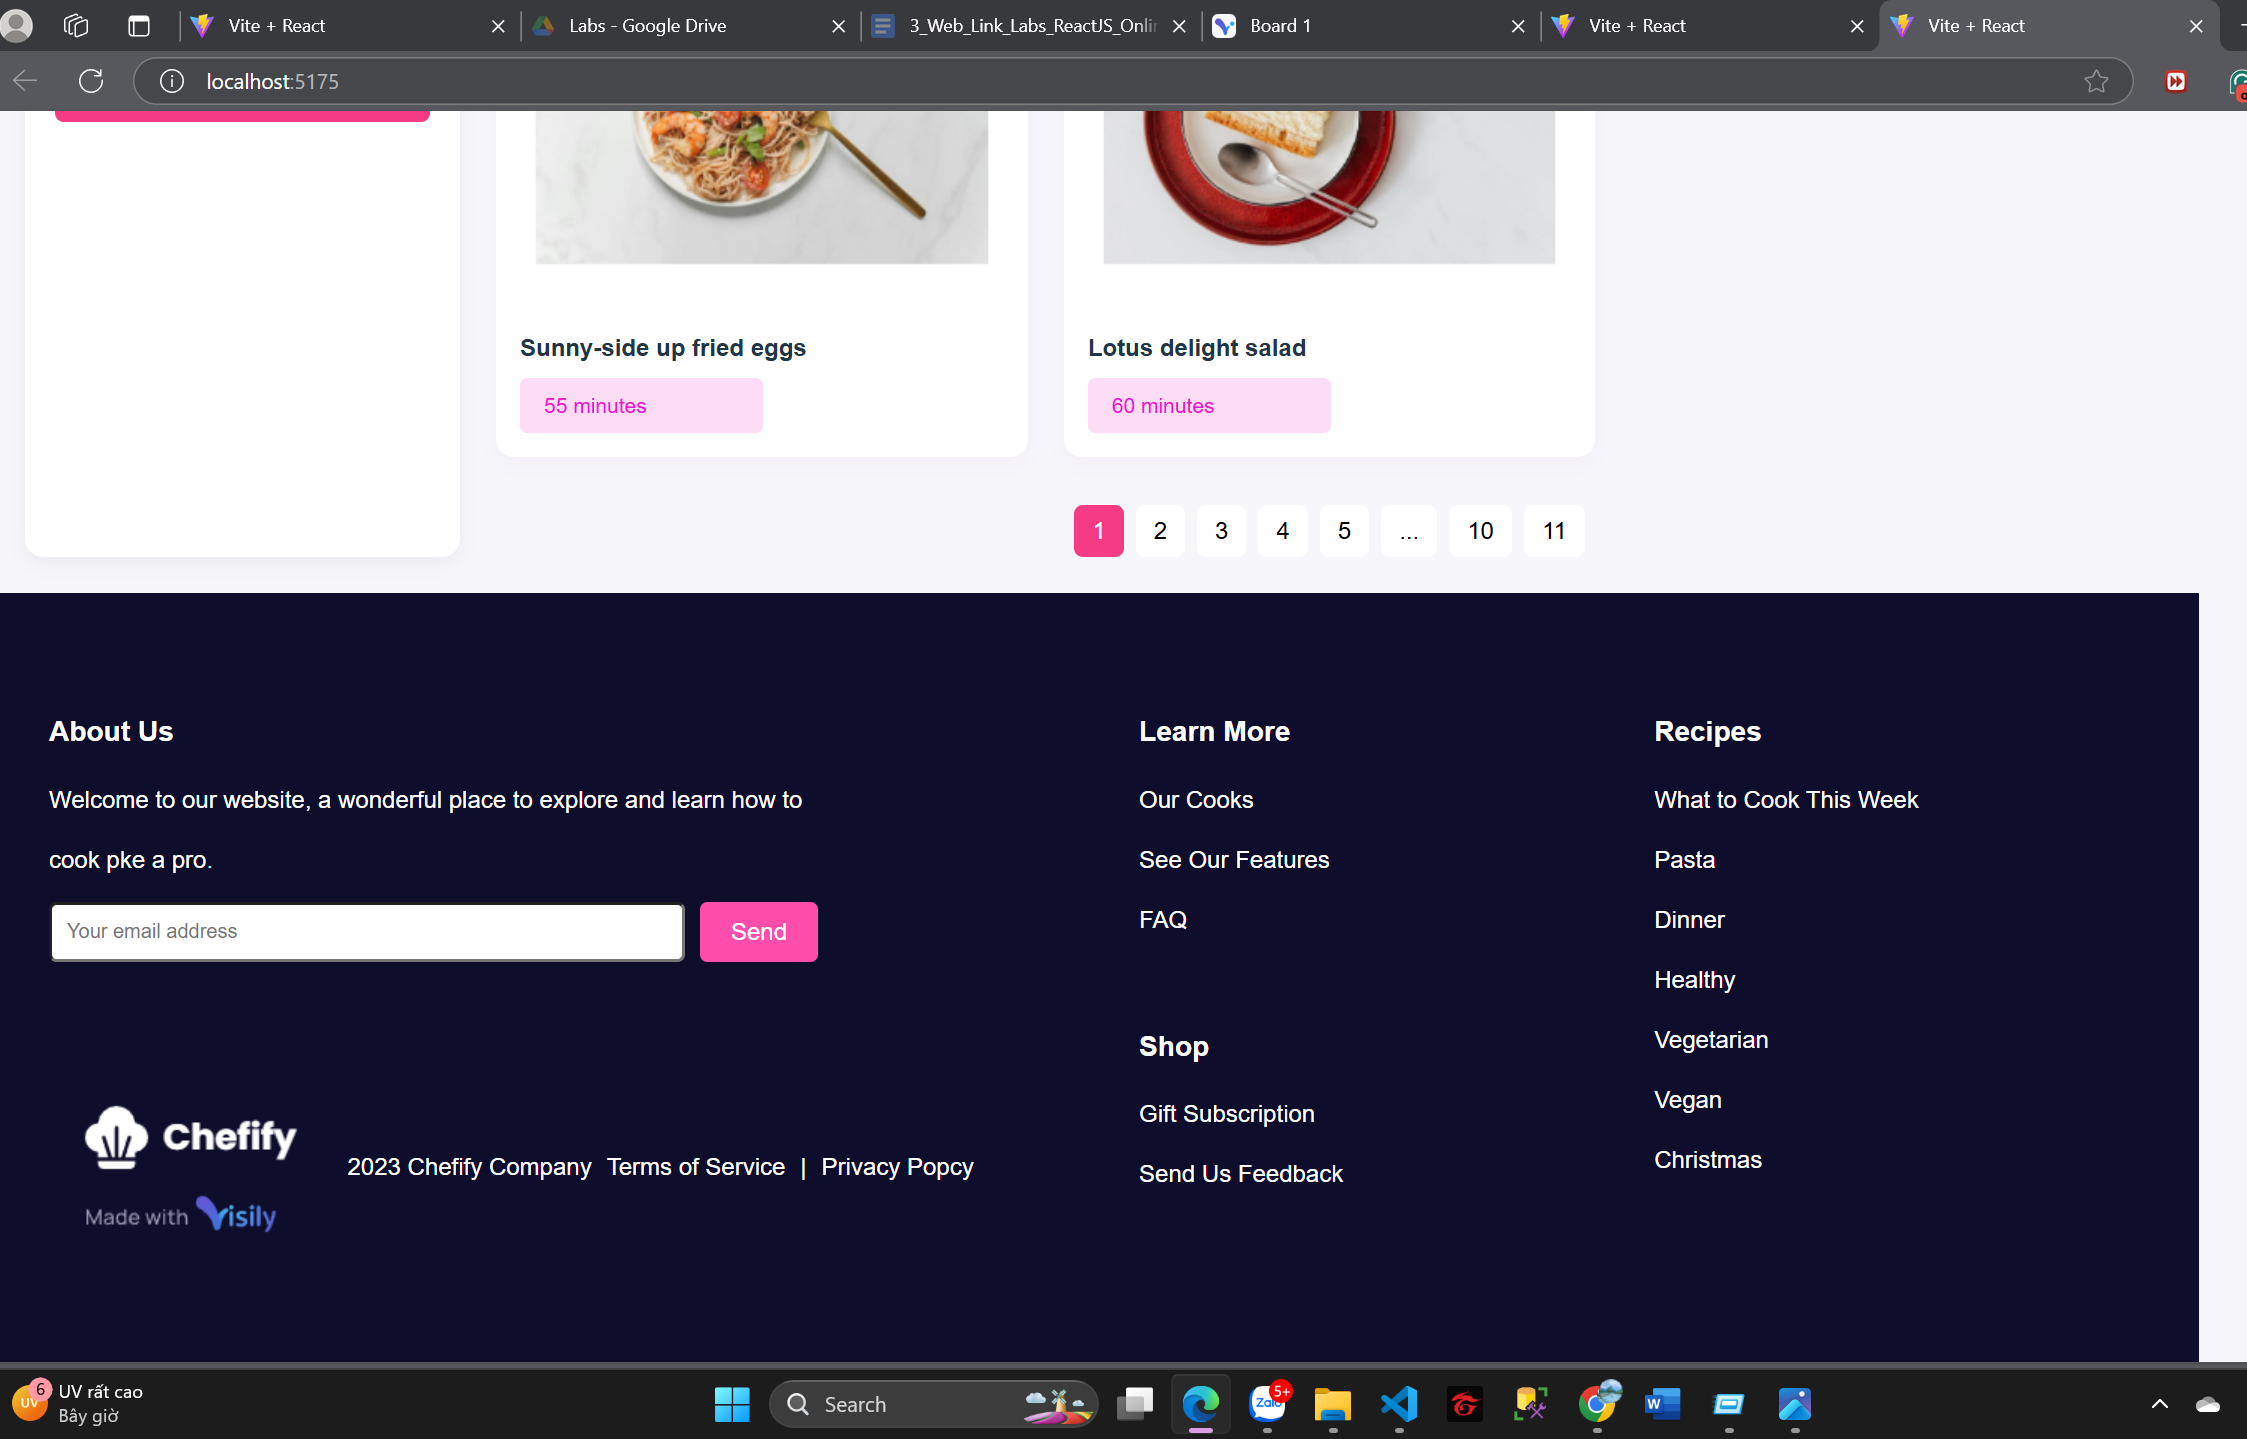 Vite + React
Labs - Google Drive
3_Web_Link_Labs_ReactJS_Onlin
Board 1
Vite + React
Vite + React
localhost:5175
Sunny-side up fried eggs
Lotus delight salad
55 minutes
60 minutes
1 2 3 4 5 ... 10 11
About Us
Welcome to our website, a wonderful place to explore and learn how to
cook pke a pro.
Your email address
Send
Chefify
Made with Visily
2023 Chefify Company Terms of Service | Privacy Popcy
Learn More
Our Cooks
See Our Features
FAQ
Shop
Gift Subscription
Send Us Feedback
Recipes
What to Cook This Week
Pasta
Dinner
Healthy
Vegetarian
Vegan
Christmas
UV
6
UV rất cao
Bây giờ
Search
Zalo
5+
W